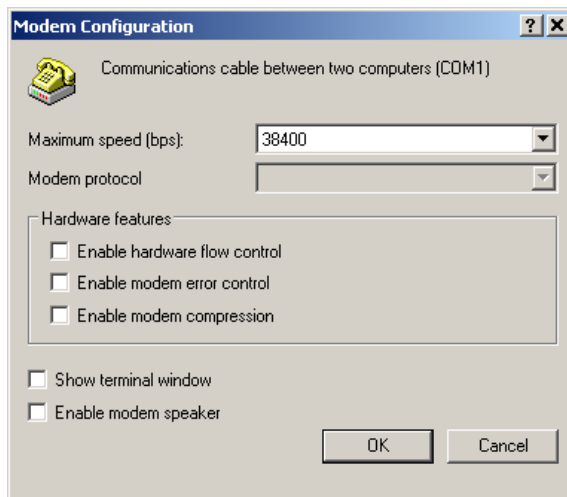 Modem Configuration
Communications cable between two computers (COM1)
Maximum speed (bps): 38400
Modem protocol
Hardware features
Enable hardware flow control
Enable modem error control
Enable modem compression
Show terminal window
Enable modem speaker
OK Cancel